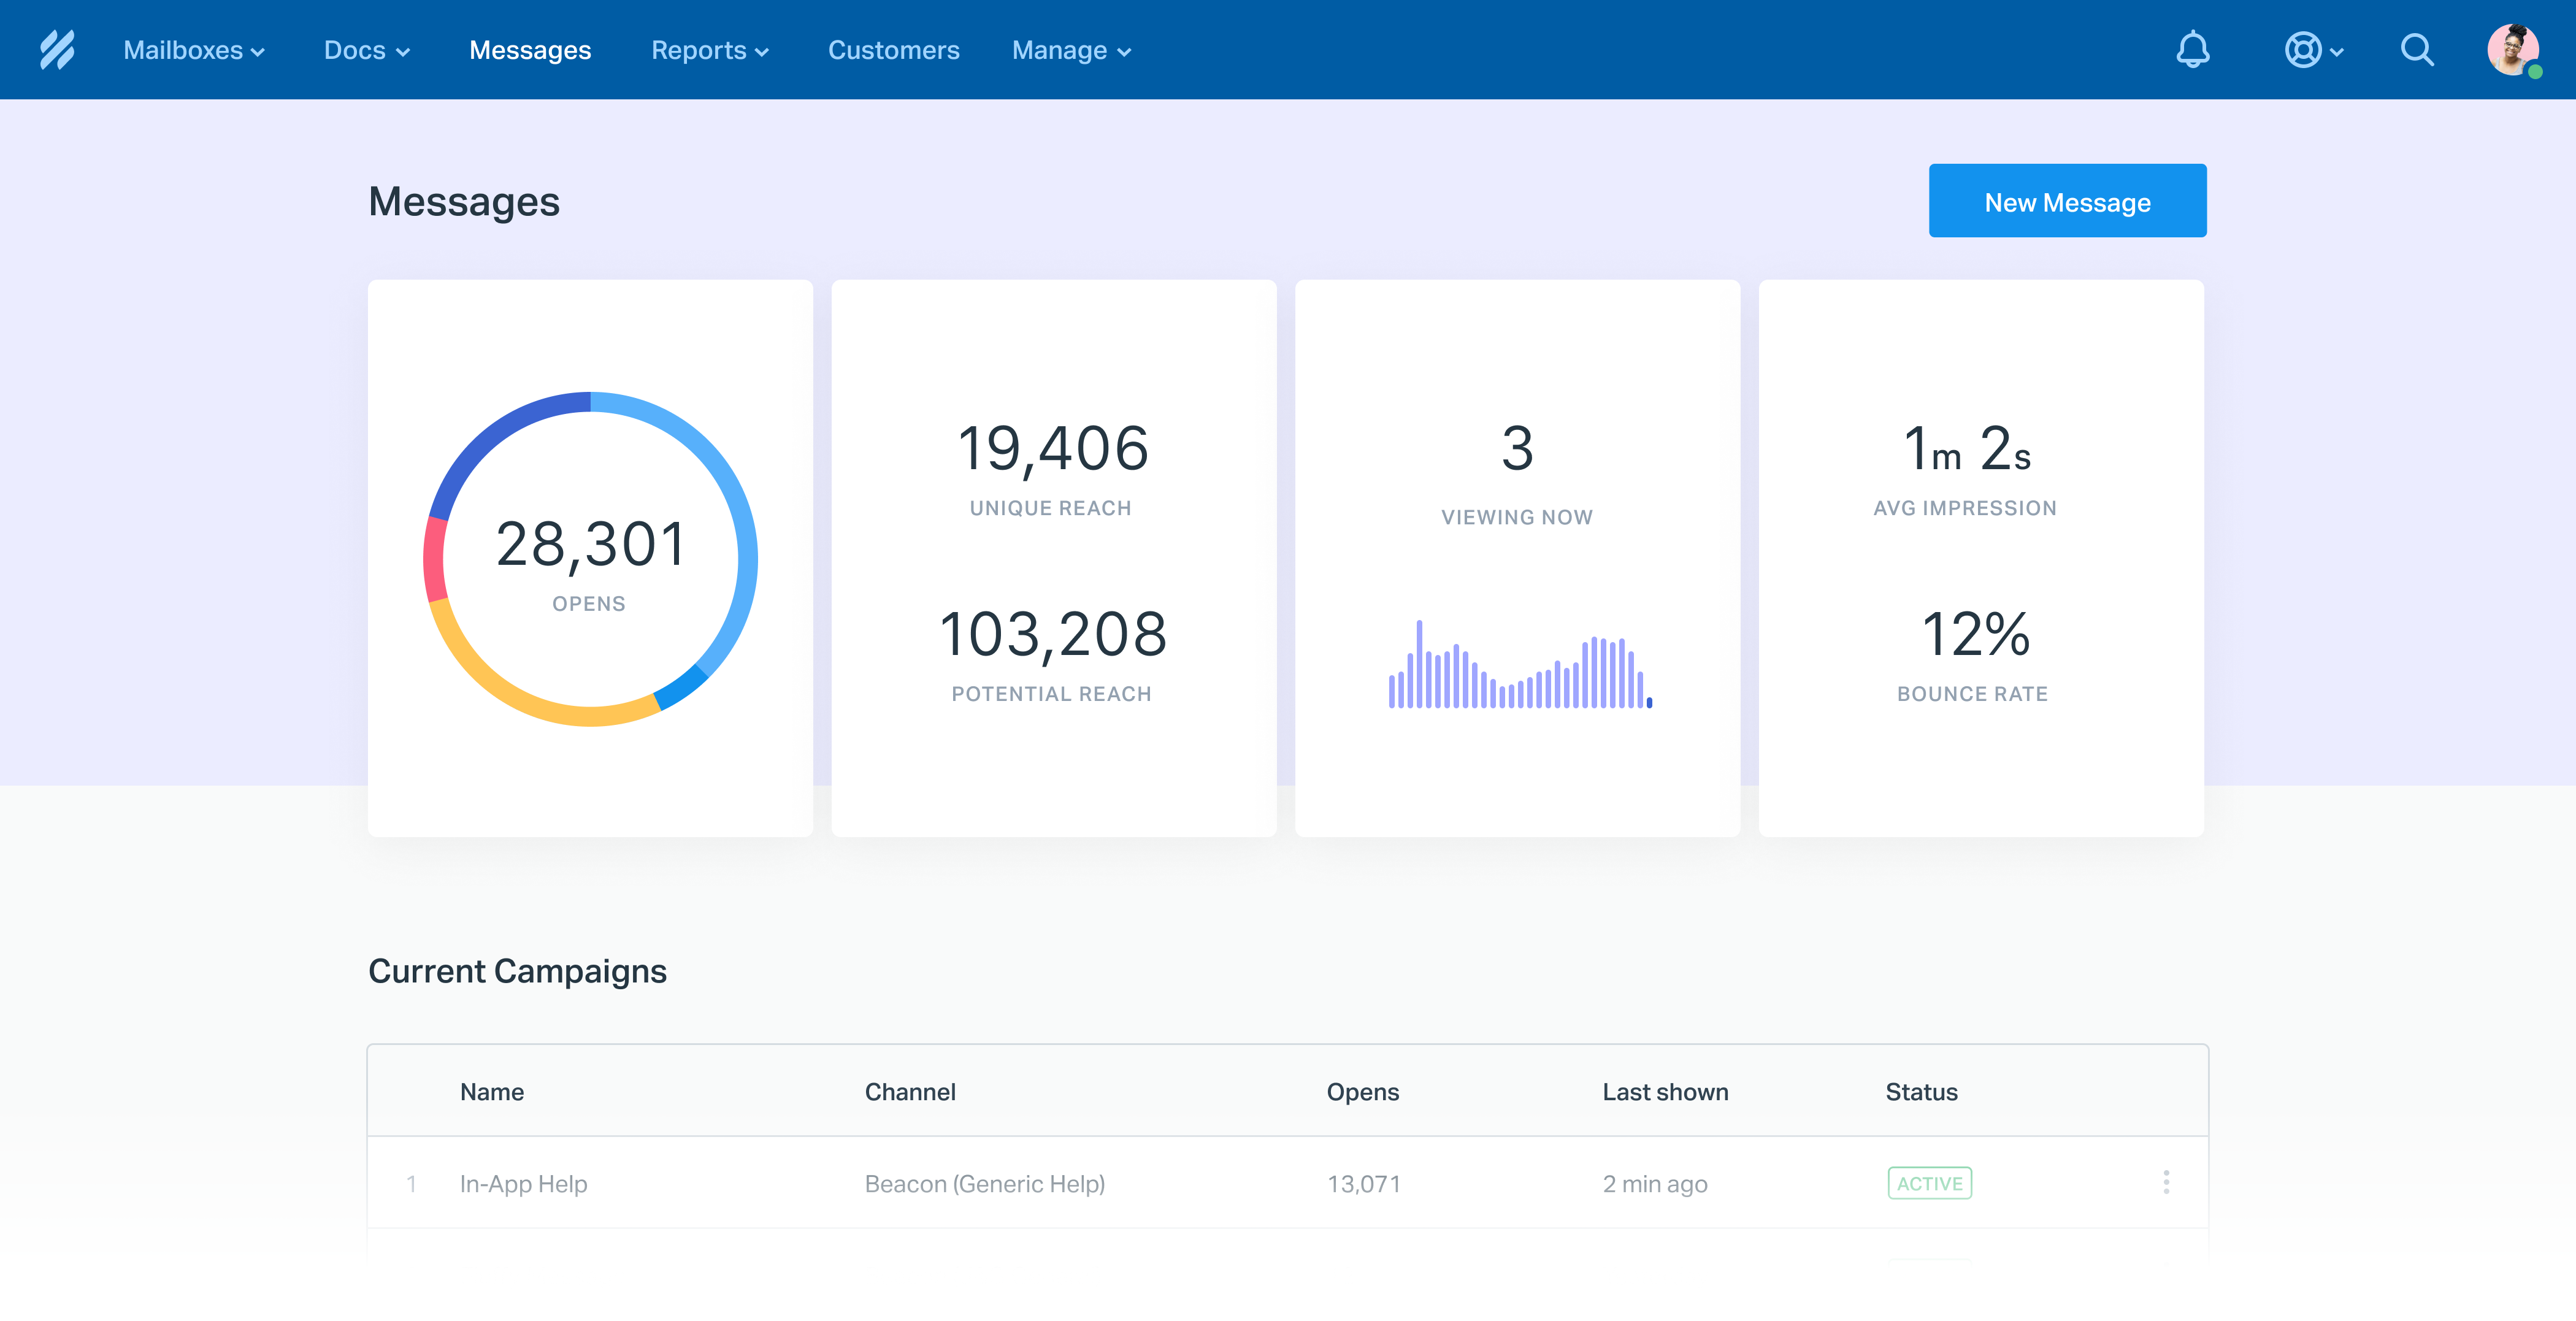 Mailboxes Docs Messages Reports Customers Manage
Messages
New Message
28,301
OPENS
19,406
UNIQUE REACH
103,208
POTENTIAL REACH
3
VIEWING NOW
1m 2s
AVG IMPRESSION
12%
BOUNCE RATE
Current Campaigns
Name Channel Opens Last shown Status
1 In-App Help Beacon (Generic Help) 13,071 2 min ago ACTIVE